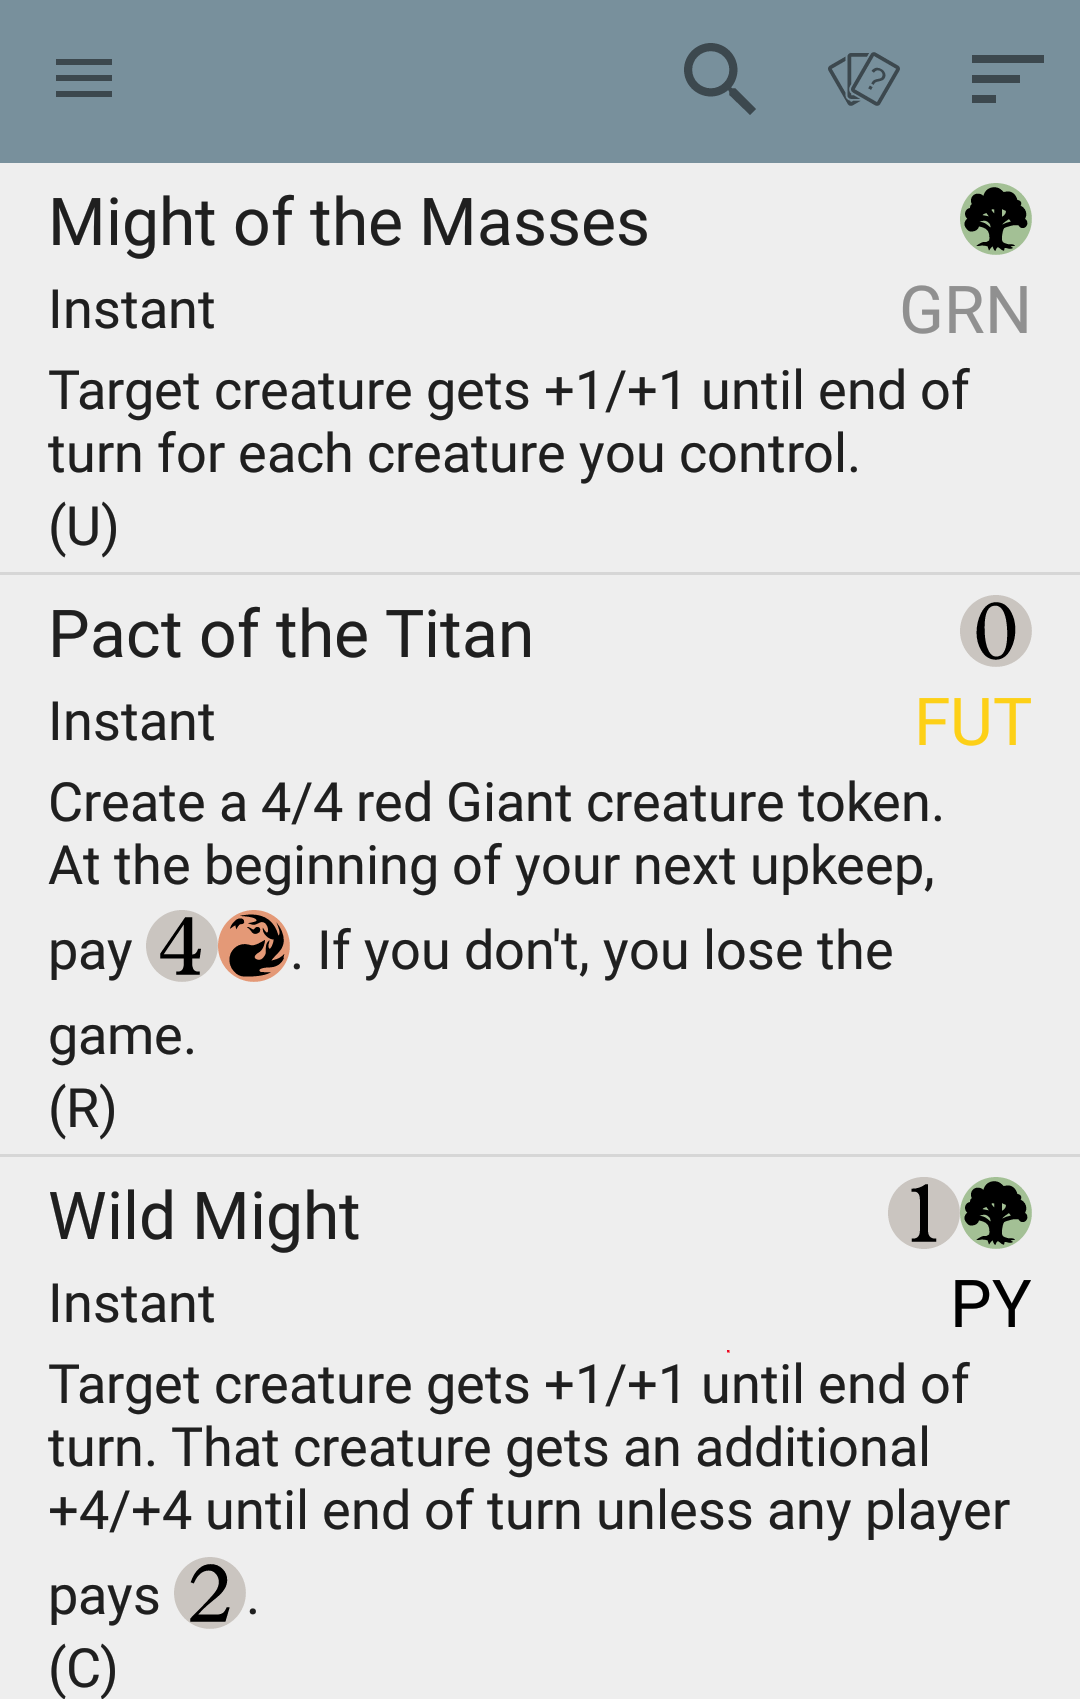 Might of the Masses
Instant GRN
Target creature gets +1/+1 until end of
turn for each creature you control.
(U)
Pact of the Titan 0
Instant FUT
Create a 4/4 red Giant creature token.
At the beginning of your next upkeep,
pay 4. If you don't, you lose the
game.
(R)
Wild Might 1
Instant PY
Target creature gets +1/+1 until end of
turn. That creature gets an additional
+4/+4 until end of turn unless any player
pays 2.
(C)